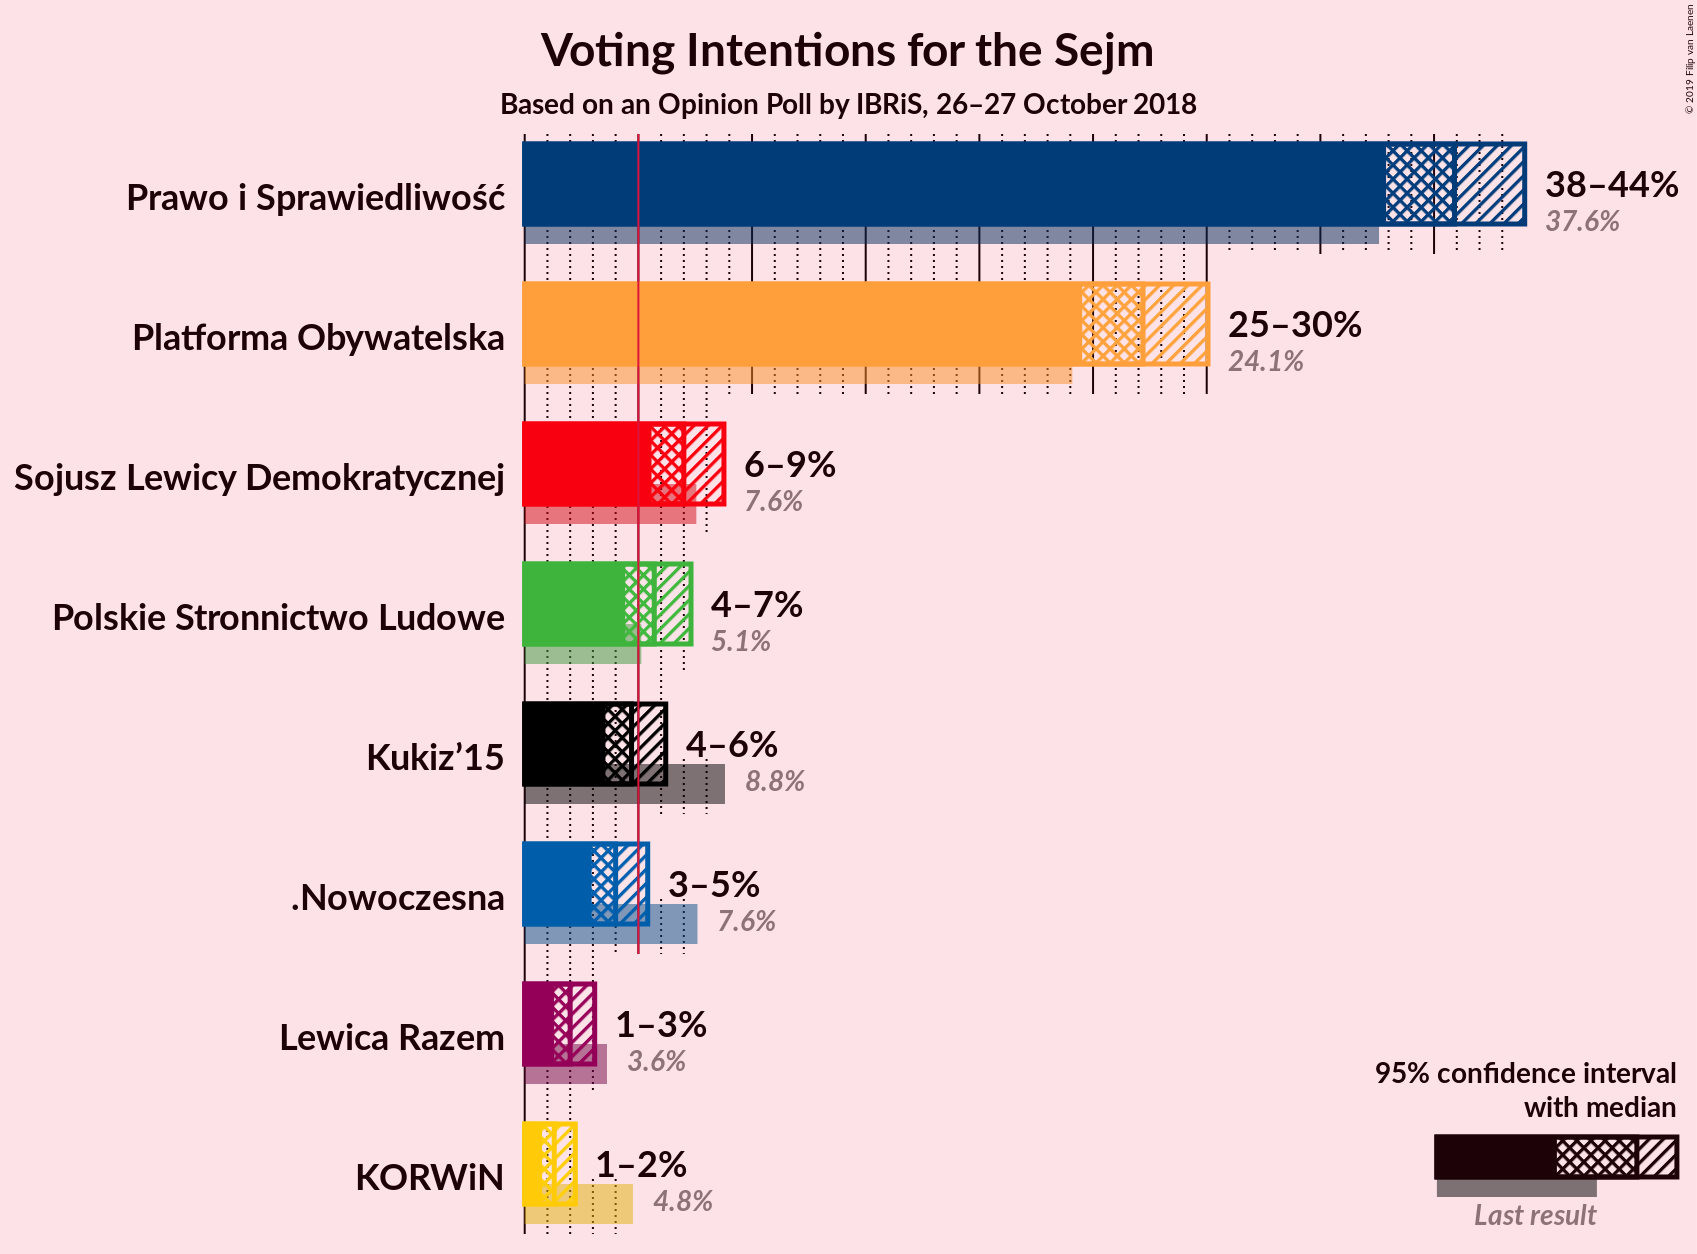 Voting Intentions for the Sejm
Based on an Opinion Poll by IBRiS, 26–27 October 2018
© 2019 Filip van Laenen
Prawo i Sprawiedliwość
38–44%
37.6%
Platforma Obywatelska
25–30%
24.1%
Sojusz Lewicy Demokratycznej
6–9%
7.6%
Polskie Stronnictwo Ludowe
4–7%
5.1%
Kukiz’15
4–6%
8.8%
.Nowoczesna
3–5%
7.6%
Lewica Razem
1–3%
3.6%
KORWiN
1–2%
4.8%
95% confidence interval
with median
Last result